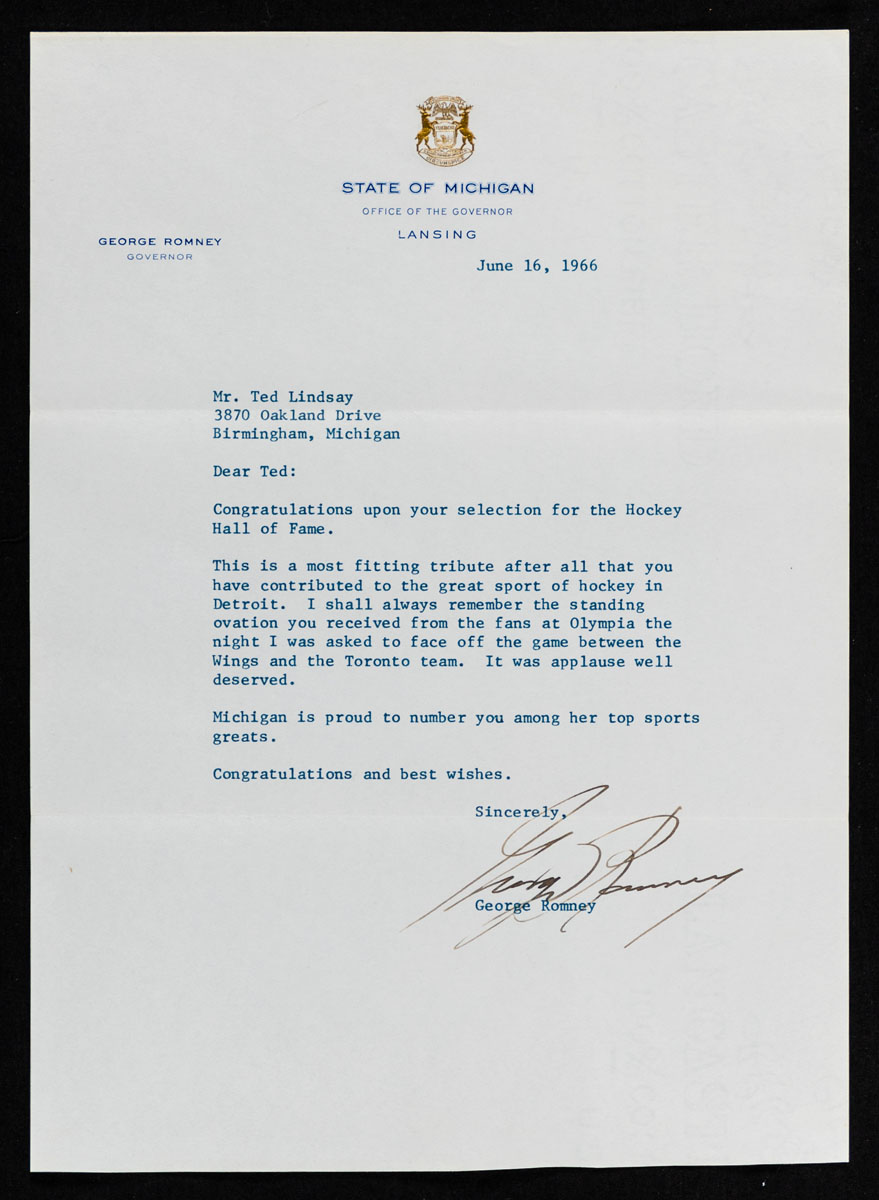 STATE OF MICHIGAN
OFFICE OF THE GOVERNOR
LANSING
GEORGE ROMNEY
GOVERNOR
June 16, 1966
Mr. Ted Lindsay
3870 Oakland Drive
Birmingham, Michigan
Dear Ted:
Congratulations upon your selection for the Hockey
Hall of Fame.
This is a most fitting tribute after all that you
have contributed to the great sport of hockey in
Detroit. I shall always remember the standing
ovation you received from the fans at Olympia the
night I was asked to face off the game between the
Wings and the Toronto team. It was applause well
deserved.
Michigan is proud to number you among her top sports
greats.
Congratulations and best wishes.
Sincerely,
George Romney
George Romney